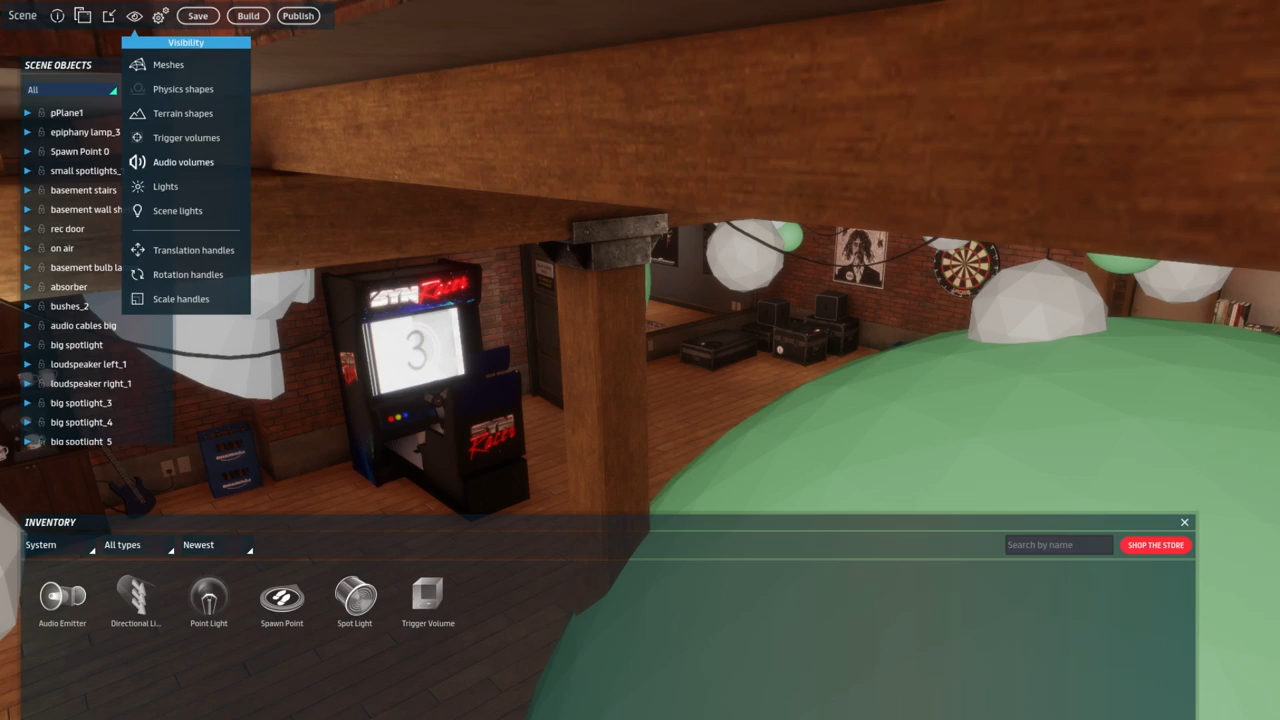 Scene
Save
Build
Publish
Visibility
Meshes
Physics shapes
Terrain shapes
Trigger volumes
Audio volumes
Lights
Scene lights
Translation handles
Rotation handles
Scale handles
SCENE OBJECTS
All
pPlane1
epiphany lamp_3
Spawn Point 0
small spotlights_
basement stairs
basement wall sh
rec door
on air
basement bulb la
absorber
bushes_2
audio cables big
big spotlight
loudspeaker left_1
loudspeaker right_1
big spotlight_3
big spotlight_4
big spotlight_5
Racer
3
Racer
INVENTORY
System
All types
Newest
Search by name
SHOP THE STORE
Audio Emitter
Directional Li...
Point Light
Spawn Point
Spot Light
Trigger Volume